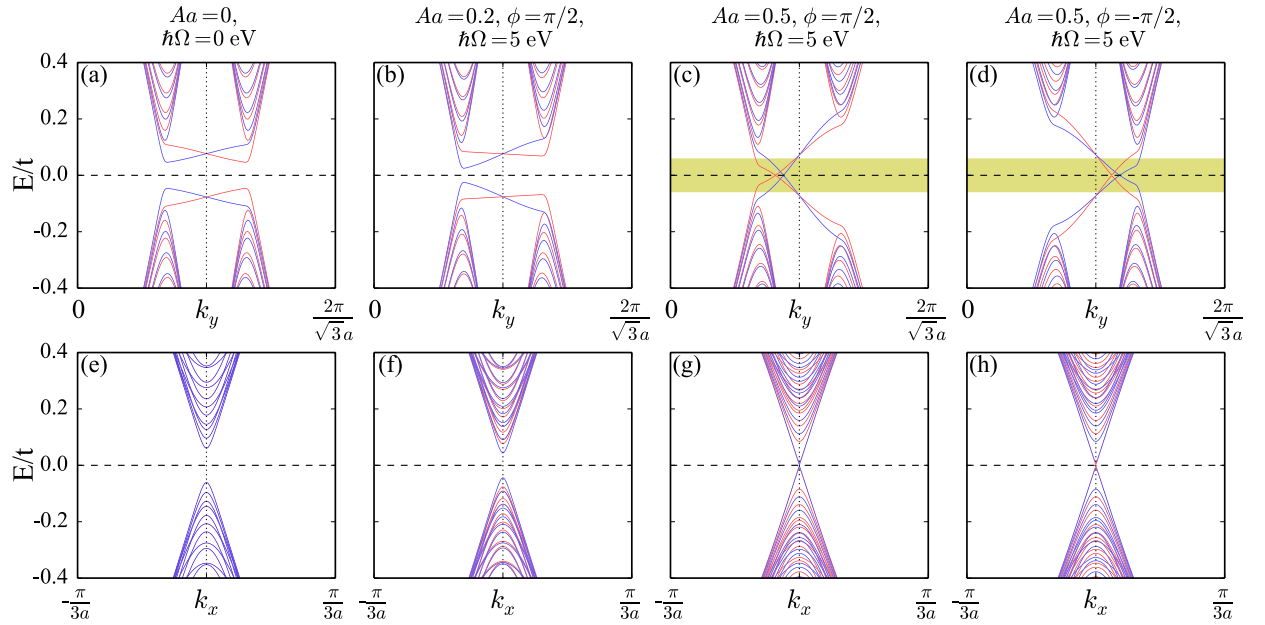 Aa=0,
ħΩ=0 eV
Aa=0.2, ϕ=π/2,
ħΩ=5 eV
Aa=0.5, ϕ=π/2,
ħΩ=5 eV
Aa=0.5, ϕ=-π/2,
ħΩ=5 eV
(a)
(b)
(c)
(d)
E/t
0.4
0.2
0.0
-0.2
-0.4
0 k_y 2π/√3a
0 k_y 2π/√3a
0 k_y 2π/√3a
0 k_y 2π/√3a
(e)
(f)
(g)
(h)
E/t
0.4
0.2
0.0
-0.2
-0.4
-π/3a k_x π/3a
-π/3a k_x π/3a
-π/3a k_x π/3a
-π/3a k_x π/3a